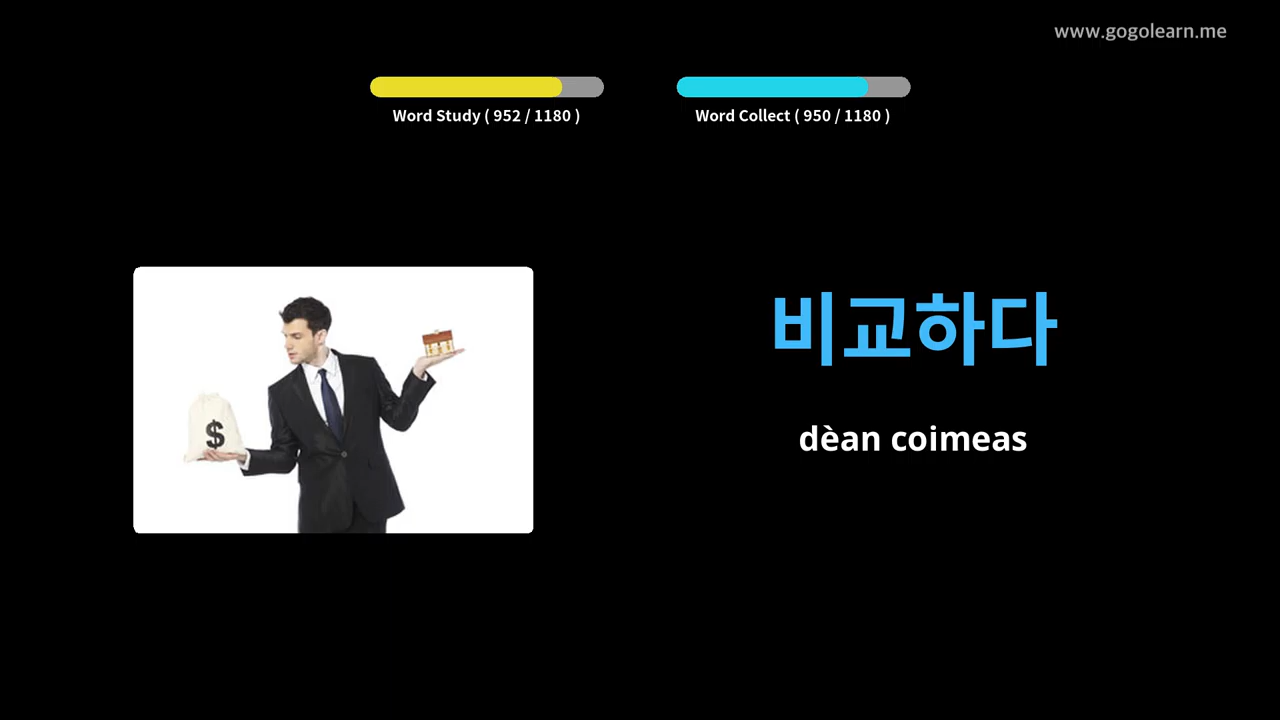 www.gogolearn.me
Word Study ( 952 / 1180 )
Word Collect ( 950 / 1180 )
$
비교하다
dèan coimeas